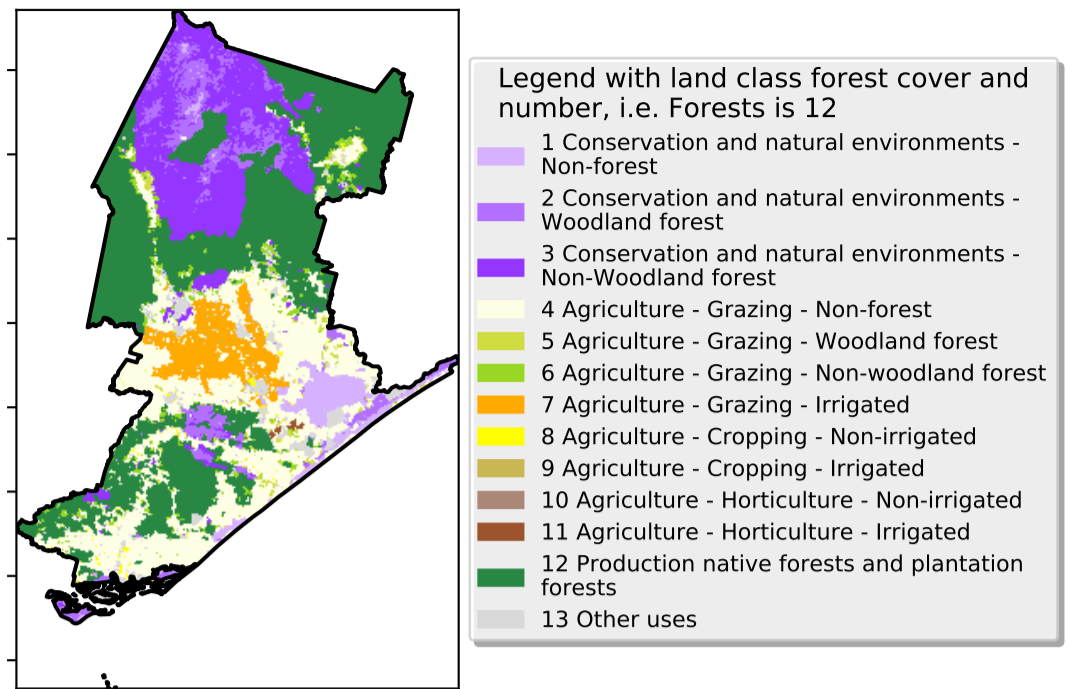 Legend with land class forest cover and
number, i.e. Forests is 12
1 Conservation and natural environments -
Non-forest
2 Conservation and natural environments -
Woodland forest
3 Conservation and natural environments -
Non-Woodland forest
4 Agriculture - Grazing - Non-forest
5 Agriculture - Grazing - Woodland forest
6 Agriculture - Grazing - Non-woodland forest
7 Agriculture - Grazing - Irrigated
8 Agriculture - Cropping - Non-irrigated
9 Agriculture - Cropping - Irrigated
10 Agriculture - Horticulture - Non-irrigated
11 Agriculture - Horticulture - Irrigated
12 Production native forests and plantation
forests
13 Other uses